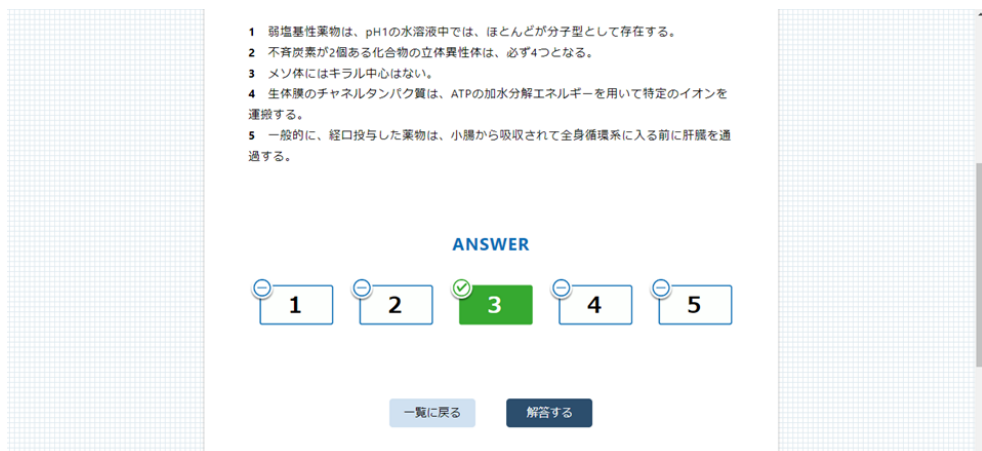 1 弱塩基性薬物は、pH1の水溶液中では、ほとんどが分子型として存在する。
2 不斉炭素が2個ある化合物の立体異性体は、必ず4つとなる。
3 メソ体にはキラル中心はない。
4 生体膜のチャネルタンパク質は、ATPの加水分解エネルギーを用いて特定のイオンを
運搬する。
5 一般的に、経口投与した薬物は、小腸から吸収されて全身循環系に入る前に肝臓を通
過する。
ANSWER
1 2 3 4 5
一覧に戻る 解答する